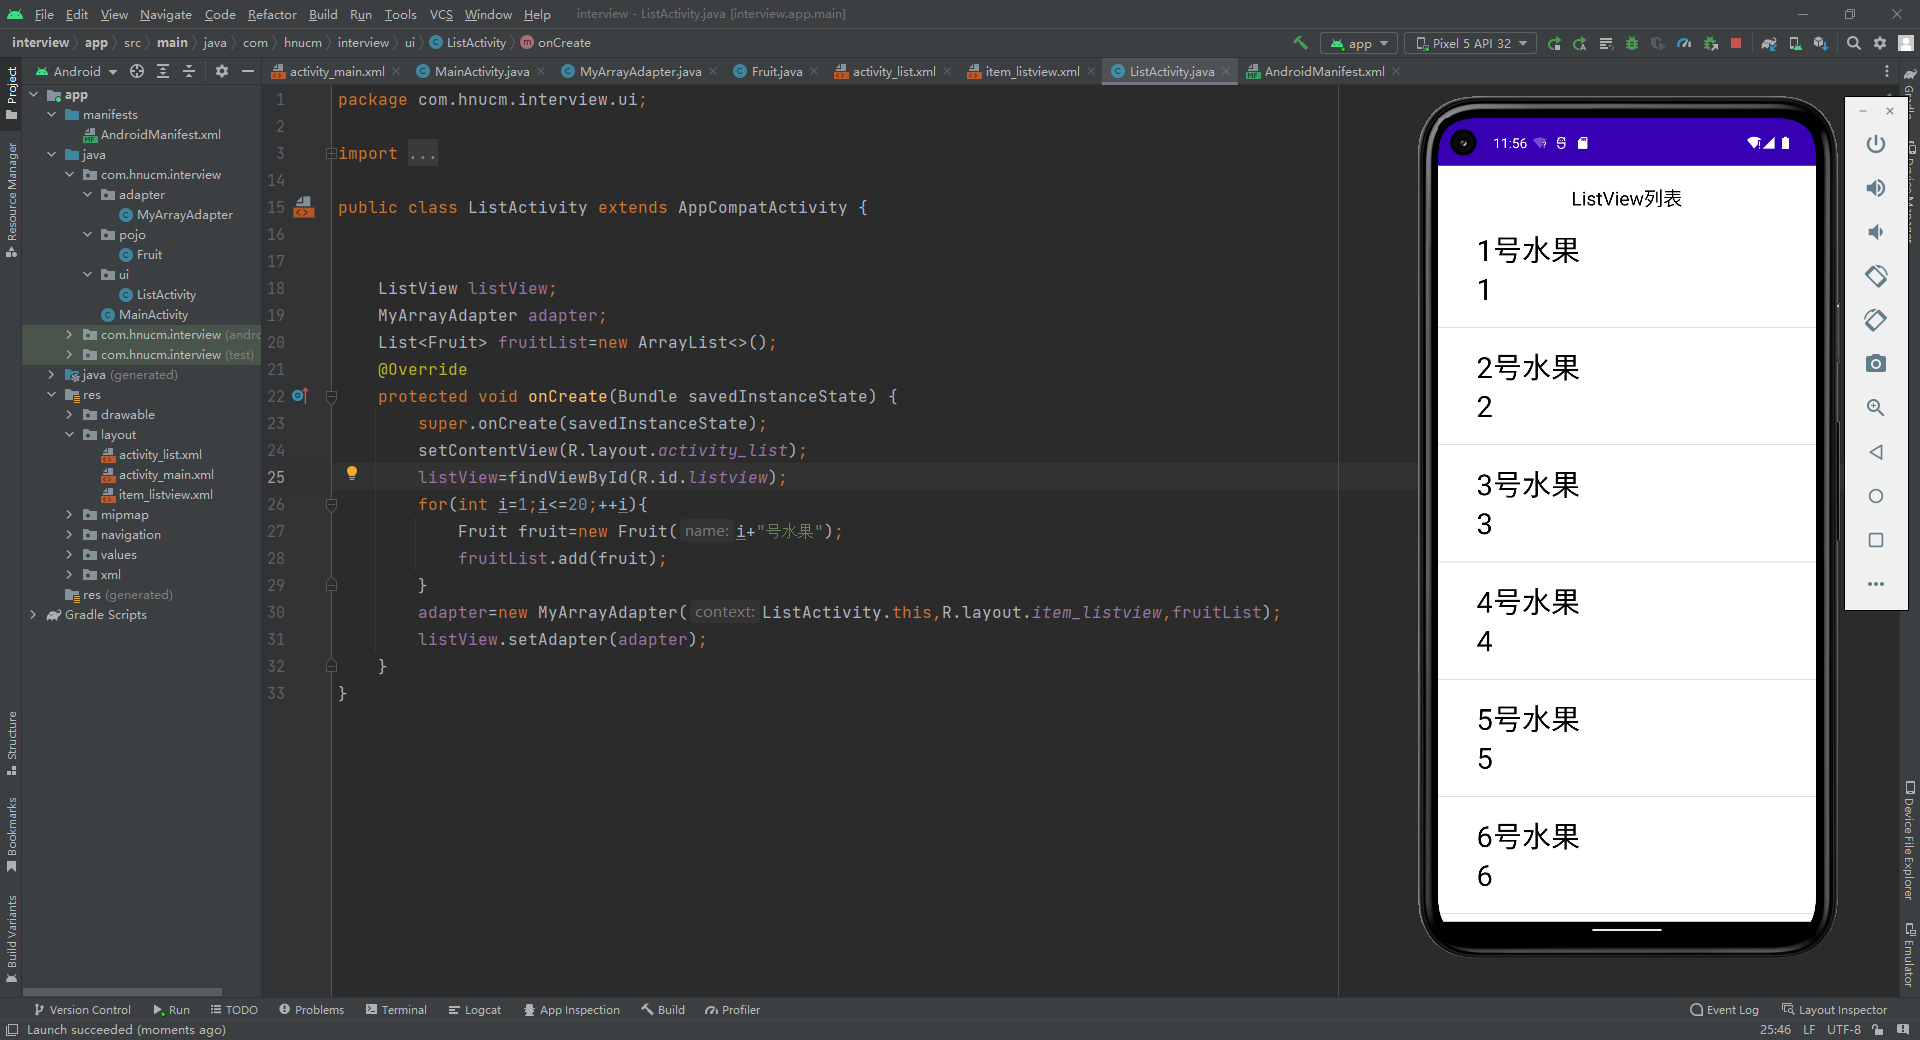 File Edit View Navigate Code Refactor Build Run Tools VCS Window Help interview - ListActivity.java [interview.app.main]
interview app src main java com hnucm interview ui ListActivity onCreate app Pixel 5 API 32
Android activity_main.xml MainActivity.java MyArrayAdapter.java Fruit.java activity_list.xml item_listview.xml ListActivity.java AndroidManifest.xml
Project
Resource Manager
Structure
Bookmarks
Build Variants
app
manifests
AndroidManifest.xml
java
com.hnucm.interview
adapter
MyArrayAdapter
pojo
Fruit
ui
ListActivity
MainActivity
com.hnucm.interview (andro
com.hnucm.interview (test)
java (generated)
res
drawable
layout
activity_list.xml
activity_main.xml
item_listview.xml
mipmap
navigation
values
xml
res (generated)
Gradle Scripts
1 package com.hnucm.interview.ui;
2
3 import ...
14
15 public class ListActivity extends AppCompatActivity {
16
17
18 ListView listView;
19 MyArrayAdapter adapter;
20 List<Fruit> fruitList=new ArrayList<>();
21 @Override
22 protected void onCreate(Bundle savedInstanceState) {
23 super.onCreate(savedInstanceState);
24 setContentView(R.layout.activity_list);
25 listView=findViewById(R.id.listview);
26 for(int i=1;i<=20;++i){
27 Fruit fruit=new Fruit( name: i+"号水果");
28 fruitList.add(fruit);
29 }
30 adapter=new MyArrayAdapter( context: ListActivity.this,R.layout.item_listview,fruitList);
31 listView.setAdapter(adapter);
32 }
33 }
11:56
ListView列表
1号水果
1
2号水果
2
3号水果
3
4号水果
4
5号水果
5
6号水果
6
Device File Explorer
Emulator
Version Control Run TODO Problems Terminal Logcat App Inspection Build Profiler Event Log Layout Inspector
Launch succeeded (moments ago) 25:46 LF UTF-8